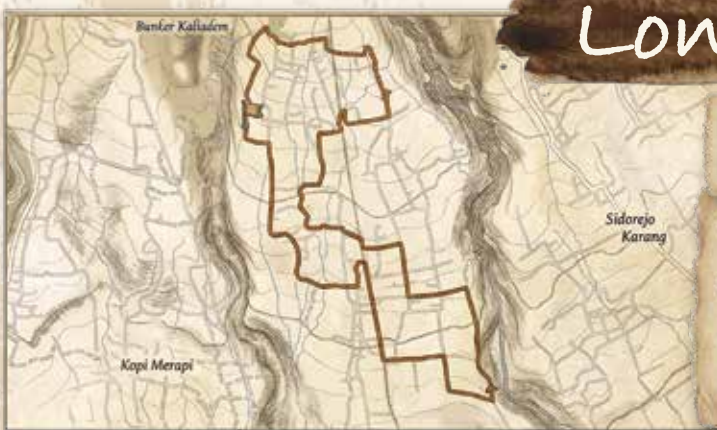 Lon
Bunker Kaliadem
Sidorejo
Karang
Kopi Merapi